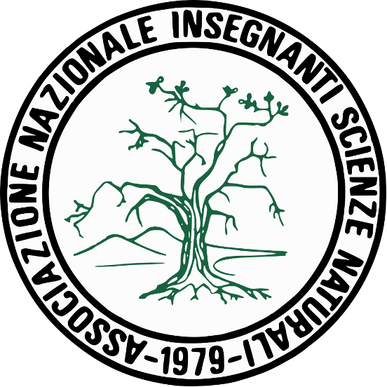 ASSOCIAZIONE NAZIONALE INSEGNANTI SCIENZE NATURALI
-1979-